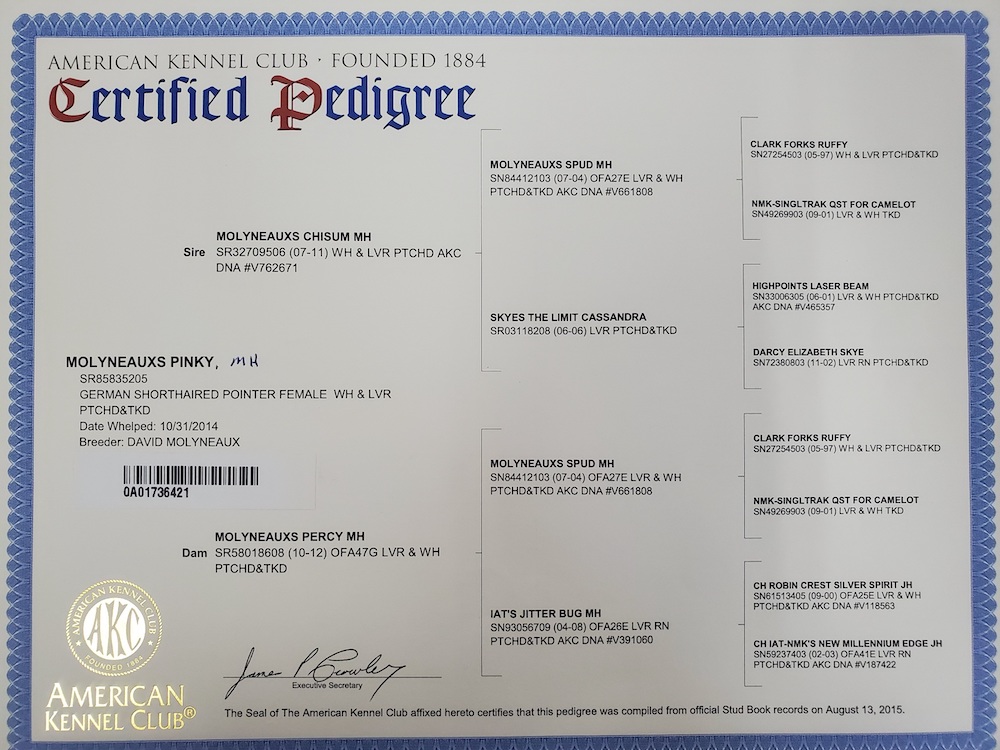 AMERICAN KENNEL CLUB · FOUNDED 1884
Certified Pedigree
MOLYNEAUXS PINKY, MH
SR85835205
GERMAN SHORTHAIRED POINTER FEMALE WH & LVR
PTCHD&TKD
Date Whelped: 10/31/2014
Breeder: DAVID MOLYNEAUX
0A01736421
Sire
MOLYNEAUXS CHISUM MH
SR32709506 (07-11) WH & LVR PTCHD AKC
DNA #V762671
Dam
MOLYNEAUXS PERCY MH
SR58018608 (10-12) OFA47G LVR & WH
PTCHD&TKD
MOLYNEAUXS SPUD MH
SN84412103 (07-04) OFA27E LVR & WH
PTCHD&TKD AKC DNA #V661808
SKYES THE LIMIT CASSANDRA
SR03118208 (06-06) LVR PTCHD&TKD
MOLYNEAUXS SPUD MH
SN84412103 (07-04) OFA27E LVR & WH
PTCHD&TKD AKC DNA #V661808
IAT'S JITTER BUG MH
SN93056709 (04-08) OFA26E LVR RN
PTCHD&TKD AKC DNA #V391060
CLARK FORKS RUFFY
SN27254503 (05-97) WH & LVR PTCHD&TKD
NMK-SINGLTRAK QST FOR CAMELOT
SN49269903 (09-01) LVR & WH TKD
HIGHPOINTS LASER BEAM
SN33006305 (06-01) LVR & WH PTCHD&TKD
AKC DNA #V465357
DARCY ELIZABETH SKYE
SN72380803 (11-02) LVR RN PTCHD&TKD
CLARK FORKS RUFFY
SN27254503 (05-97) WH & LVR PTCHD&TKD
NMK-SINGLTRAK QST FOR CAMELOT
SN49269903 (09-01) LVR & WH TKD
CH ROBIN CREST SILVER SPIRIT JH
SN61513405 (09-00) OFA25E LVR & WH
PTCHD&TKD AKC DNA #V118563
CH IAT-NMK'S NEW MILLENNIUM EDGE JH
SN59237403 (02-03) OFA41E LVR RN
PTCHD&TKD AKC DNA #V187422
AMERICAN KENNEL CLUB
AKC
FOUNDED 1884
AMERICAN
KENNEL CLUB®
James P. Crowley
Executive Secretary
The Seal of The American Kennel Club affixed hereto certifies that this pedigree was compiled from official Stud Book records on August 13, 2015.